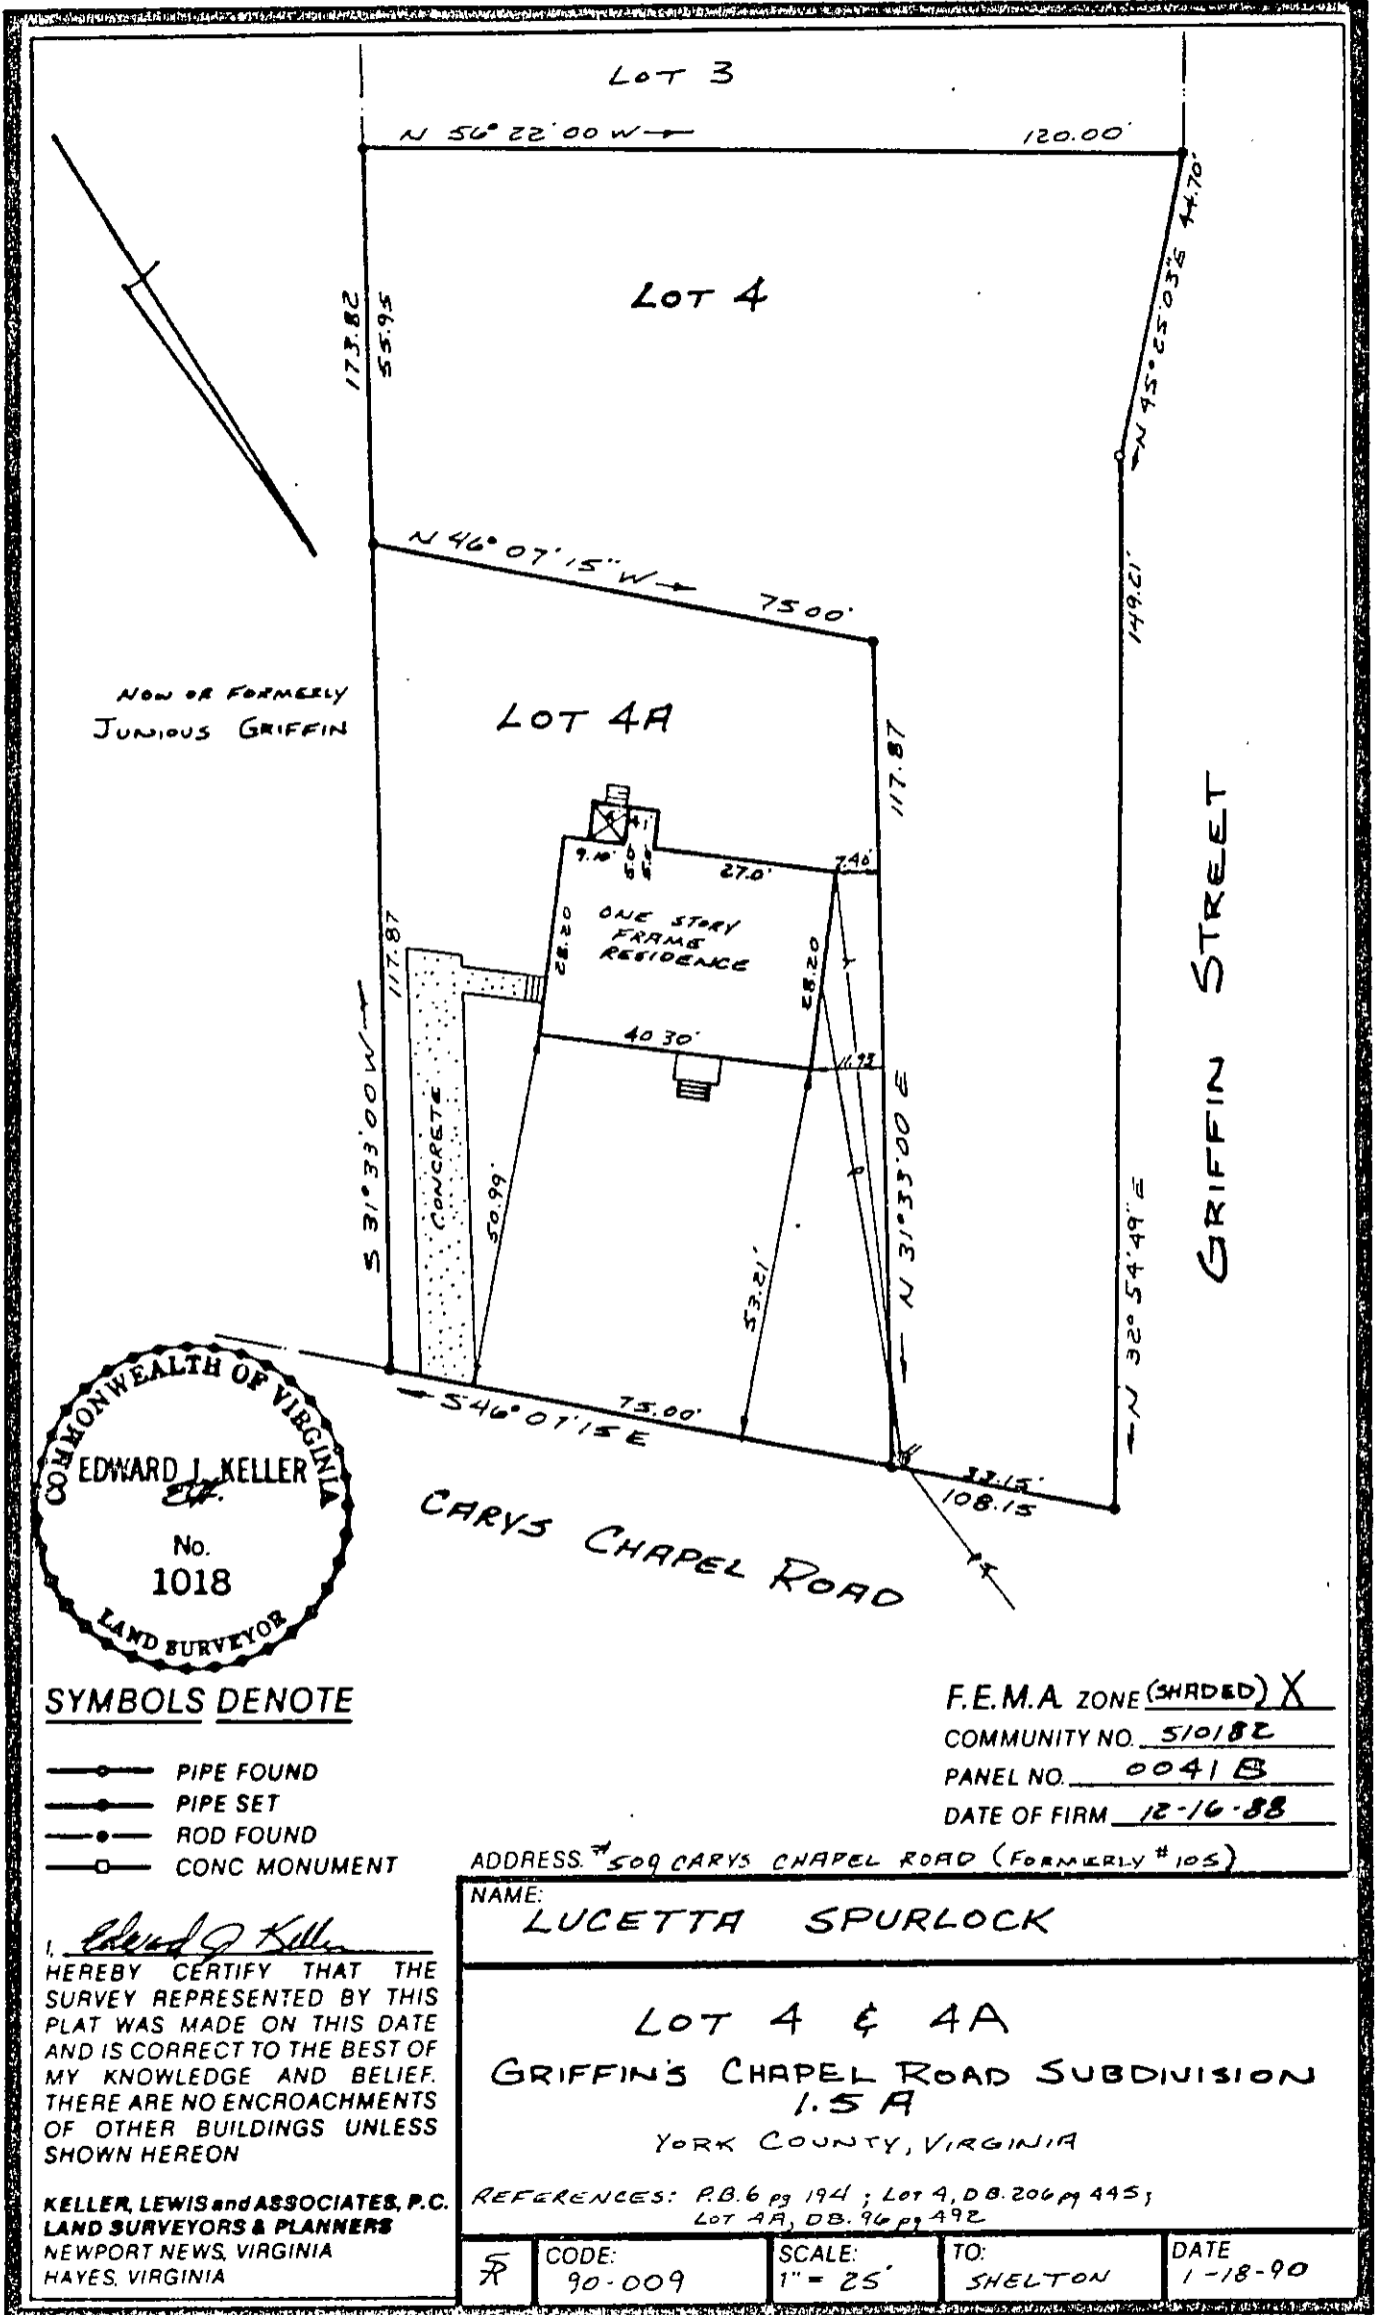 LOT 3
N 56° 22' 00 W
120.00'
N 45° 25' 03" E 44.70'
LOT 4
173.82
55.95
N 46° 07' 15" W
75 00'
149.21'
NOW OR FORMERLY
JUNIOUS GRIFFIN
LOT 4A
117.87
9.10'
27.0'
7.40'
ONE STORY
FRAME
RESIDENCE
28.20
28.20
40 30'
11.93
117.87
S 31° 33' 00 W
CONCRETE
50.99'
53.21'
N 31° 33' 00 E
GRIFFIN STREET
N 32° 54' 49" E
S 46° 07' 15 E
75.00'
33.15'
108.15
CARYS CHAPEL ROAD
COMMONWEALTH OF VIRGINIA
EDWARD J. KELLER
No.
1018
LAND SURVEYOR
SYMBOLS DENOTE
PIPE FOUND
PIPE SET
ROD FOUND
CONC MONUMENT
F.E.M.A. ZONE (SHADED) X
COMMUNITY NO. 510182
PANEL NO. 0041 B
DATE OF FIRM 12-16-88
ADDRESS. #509 CARYS CHAPEL ROAD (FORMERLY #105)
NAME:
LUCETTA SPURLOCK
I, Edward J Keller
HEREBY CERTIFY THAT THE
SURVEY REPRESENTED BY THIS
PLAT WAS MADE ON THIS DATE
AND IS CORRECT TO THE BEST OF
MY KNOWLEDGE AND BELIEF.
THERE ARE NO ENCROACHMENTS
OF OTHER BUILDINGS UNLESS
SHOWN HEREON
KELLER, LEWIS and ASSOCIATES, P.C.
LAND SURVEYORS & PLANNERS
NEWPORT NEWS, VIRGINIA
HAYES, VIRGINIA
LOT 4 & 4A
GRIFFIN'S CHAPEL ROAD SUBDIVISION
1.5 A
YORK COUNTY, VIRGINIA
REFERENCES: P.B. 6 pg 194; LOT 4, D.B. 206 pg 445;
LOT 4A, DB. 96 pg 492
CODE:
90-009
SCALE:
1" = 25'
TO:
SHELTON
DATE
1-18-90